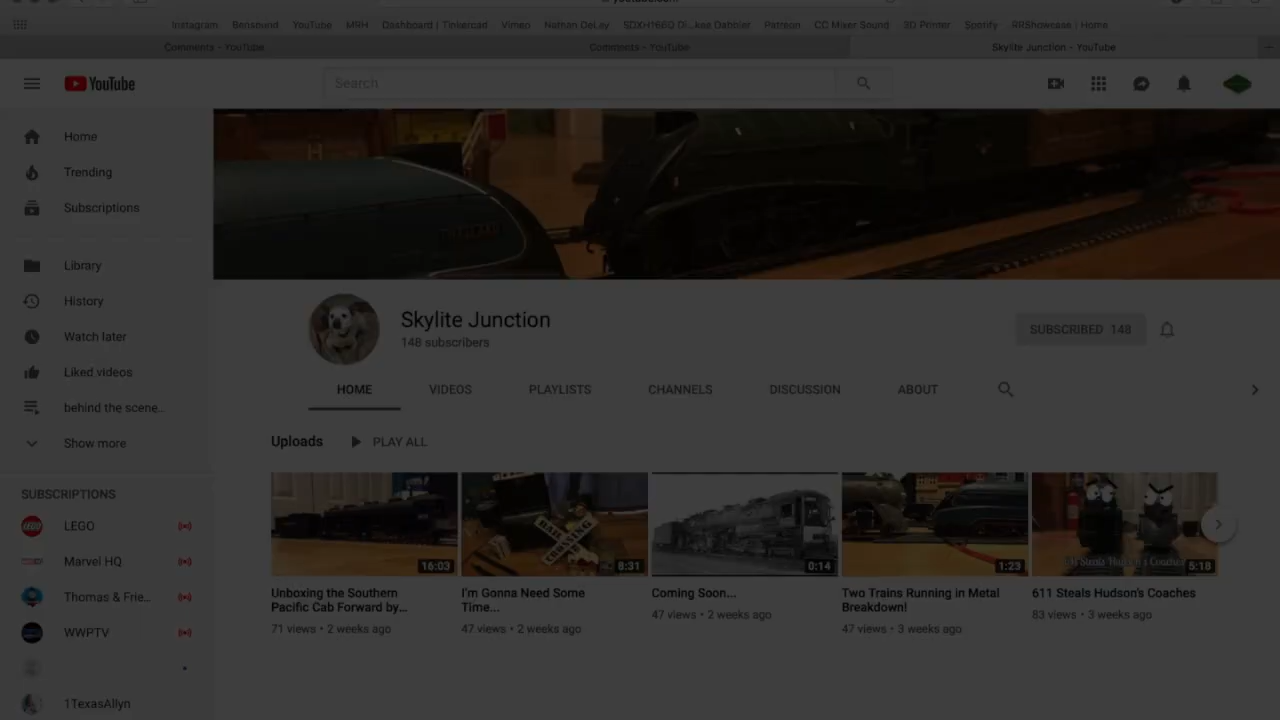 Instagram Bensound YouTube MRH Dashboard | Tinkercad Vimeo Nathan DeLay Patreon CC Mixer Sound 3D Printer Spotify RRShowcase | Home
Comments - YouTube Comments - YouTube Skylite Junction - YouTube
YouTube
Search
Home
Trending
Subscriptions
Library
History
Watch later
Liked videos
behind the scene...
Show more
SUBSCRIPTIONS
LEGO
Marvel HQ
Thomas & Frie...
WWPTV
1TexasAllyn
Skylite Junction
148 subscribers
SUBSCRIBED 148
HOME VIDEOS PLAYLISTS CHANNELS DISCUSSION ABOUT
Uploads PLAY ALL
RAIL CROSSING
611 Steals Hudson's Coaches
16:03 8:31 0:14 1:23 5:18
Unboxing the Southern
Pacific Cab Forward by...
71 views • 2 weeks ago
I'm Gonna Need Some
Time...
47 views • 2 weeks ago
Coming Soon...
47 views • 2 weeks ago
Two Trains Running in Metal
Breakdown!
47 views • 3 weeks ago
611 Steals Hudson's Coaches
83 views • 3 weeks ago